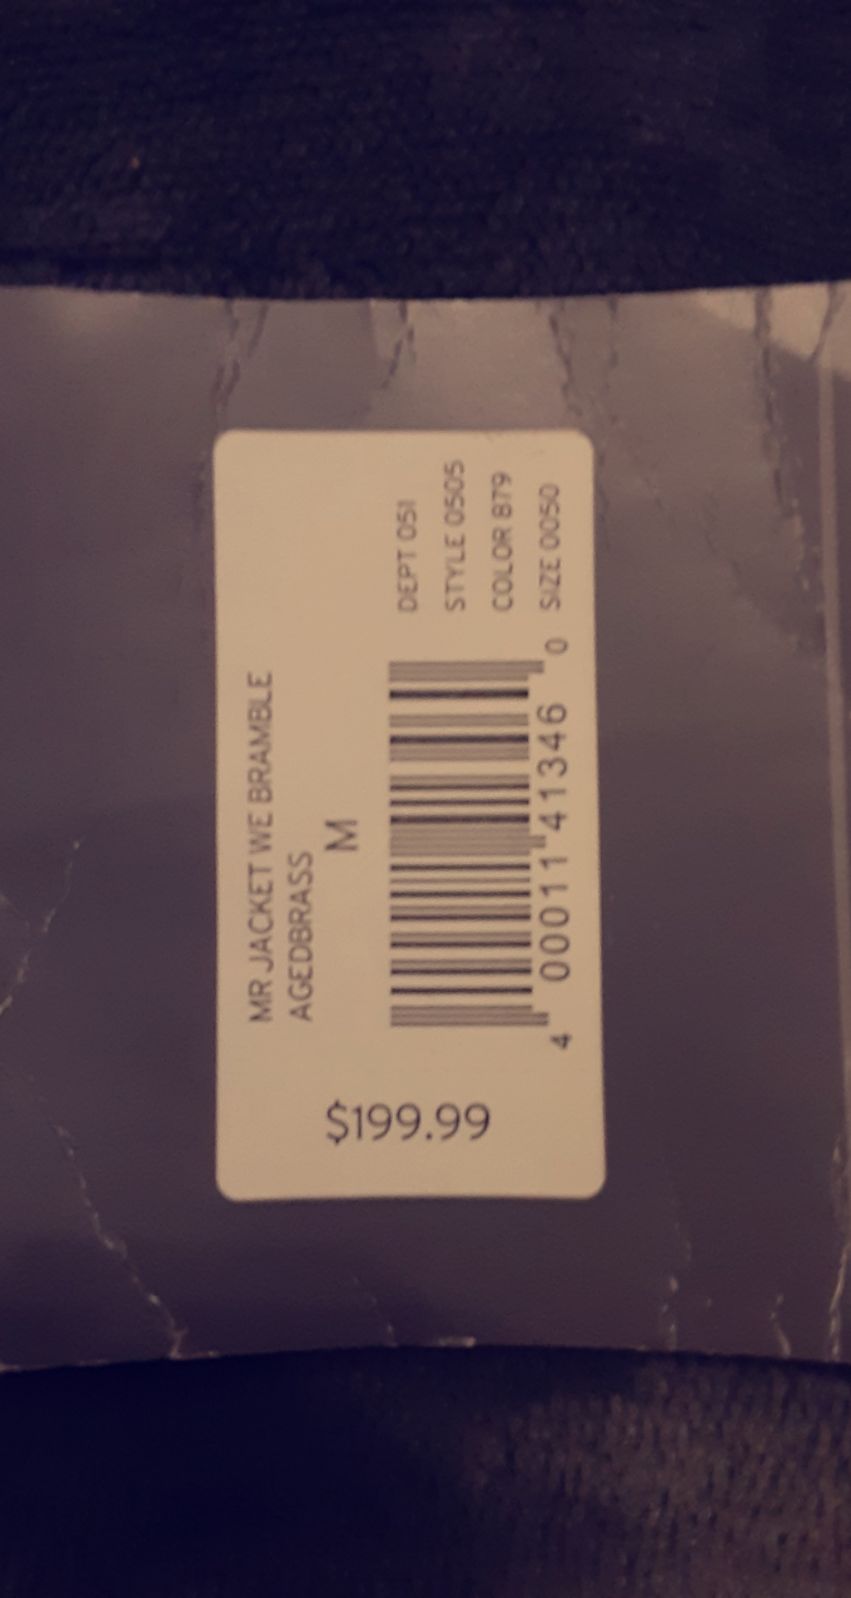 MR JACKET WE BRAMBLE
AGEDBRASS
M
DEPT 051
STYLE 0505
COLOR 879
SIZE 0050
4 00011 41346 0
$199.99